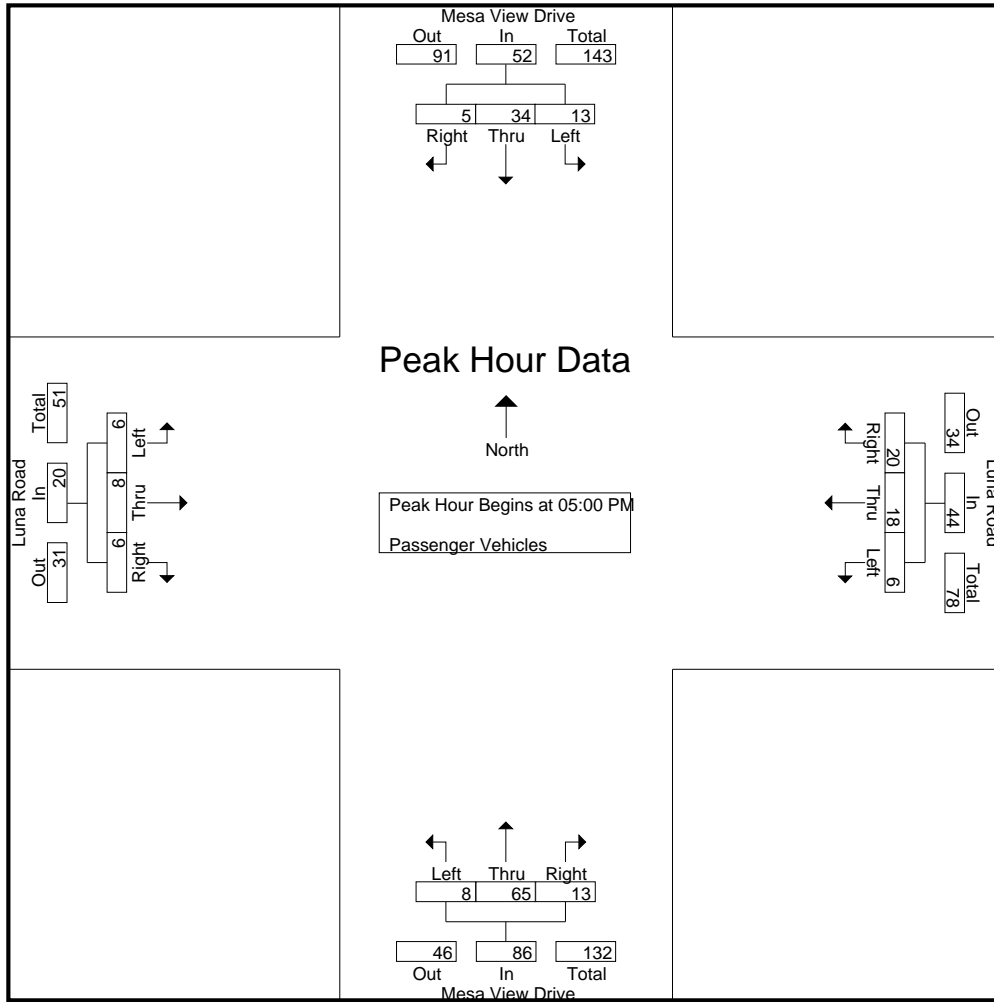 Mesa View Drive
Out In Total
91 52 143
5 34 13
Right Thru Left
Peak Hour Data
North
Peak Hour Begins at 05:00 PM
Passenger Vehicles
Luna Road
Out In Total
31 20 51
6 8 6
Left Thru Right
Luna Road
Out In Total
34 44 78
20 18 6
Right Thru Left
Left Thru Right
8 65 13
46 86 132
Out In Total
Mesa View Drive